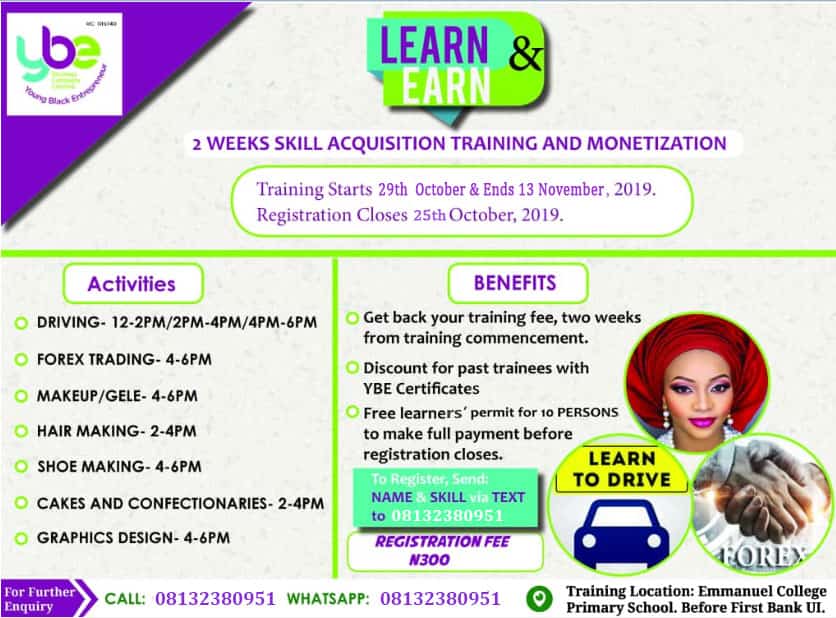 RC 1016140
ybe
Young Black Entrepreneur
LEARN &
EARN
2 WEEKS SKILL ACQUISITION TRAINING AND MONETIZATION
Training Starts 29th October & Ends 13 November, 2019.
Registration Closes 25th October, 2019.
Activities
DRIVING- 12-2PM/2PM-4PM/4PM-6PM
FOREX TRADING- 4-6PM
MAKEUP/GELE- 4-6PM
HAIR MAKING- 2-4PM
SHOE MAKING- 4-6PM
CAKES AND CONFECTIONARIES- 2-4PM
GRAPHICS DESIGN- 4-6PM
BENEFITS
Get back your training fee, two weeks
from training commencement.
Discount for past trainees with
YBE Certificates
Free learners' permit for 10 PERSONS
to make full payment before
registration closes.
To Register, Send:
NAME & SKILL via TEXT
to 08132380951
REGISTRATION FEE
N300
LEARN
TO DRIVE
FOREX
For Further
Enquiry
CALL: 08132380951 WHATSAPP: 08132380951
Training Location: Emmanuel College
Primary School. Before First Bank UI.